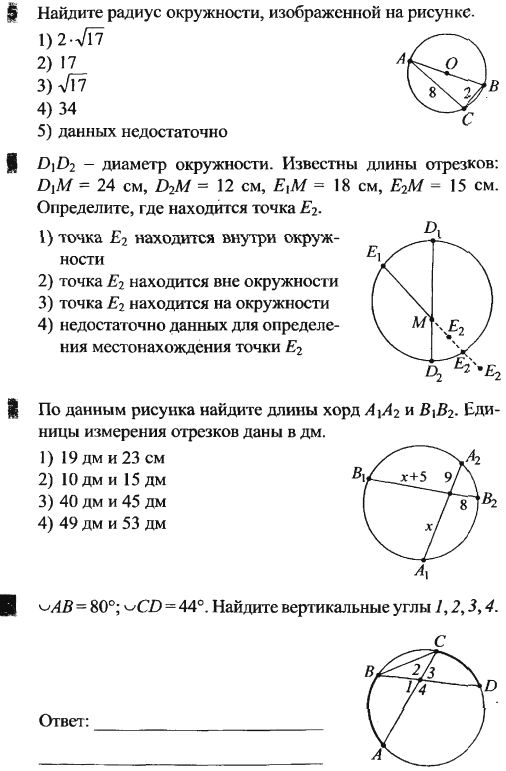 5 Найдите радиус окружности, изображенной на рисунке.
1) 2·√17
2) 17
3) √17
4) 34
5) данных недостаточно
A
O
B
8
2
C
D₁D₂ – диаметр окружности. Известны длины отрезков:
D₁M = 24 см, D₂M = 12 см, E₁M = 18 см, E₂M = 15 см.
Определите, где находится точка E₂.
1) точка E₂ находится внутри окруж-
ности
2) точка E₂ находится вне окружности
3) точка E₂ находится на окружности
4) недостаточно данных для определе-
ния местонахождения точки E₂
D₁
E₁
M
E₂
E₂
E₂
D₂
По данным рисунка найдите длины хорд A₁A₂ и B₁B₂. Еди-
ницы измерения отрезков даны в дм.
1) 19 дм и 23 см
2) 10 дм и 15 дм
3) 40 дм и 45 дм
4) 49 дм и 53 дм
A₂
B₁
x+5
9
8
B₂
x
A₁
◡AB = 80°; ◡CD = 44°. Найдите вертикальные углы 1, 2, 3, 4.
C
B
2
3
1
4
D
A
Ответ: